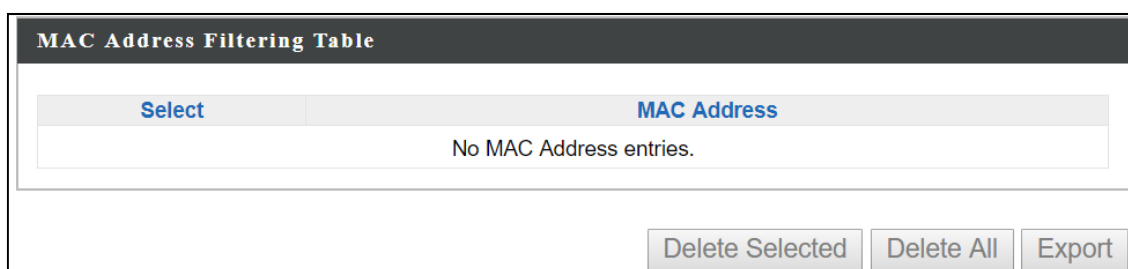 MAC Address Filtering Table
Select MAC Address
No MAC Address entries.
Delete Selected Delete All Export